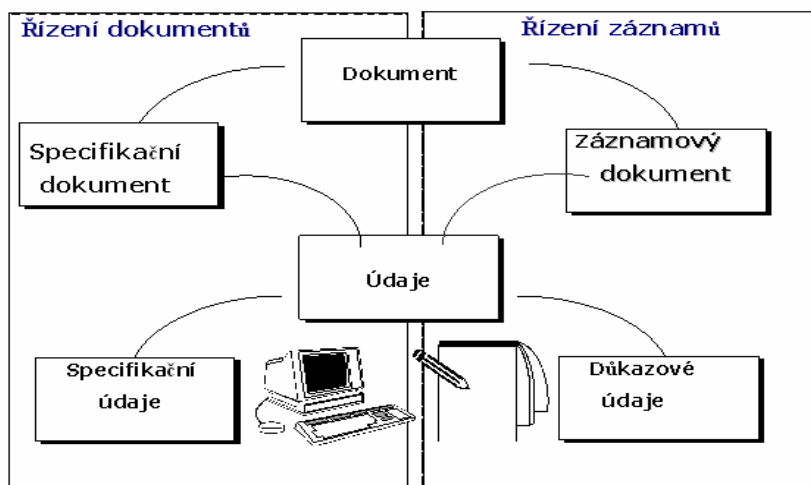 Řízení dokumentů
Řízení záznamů
Dokument
Specifikační
dokument
Záznamový
dokument
Údaje
Specifikační
údaje
Důkazové
údaje